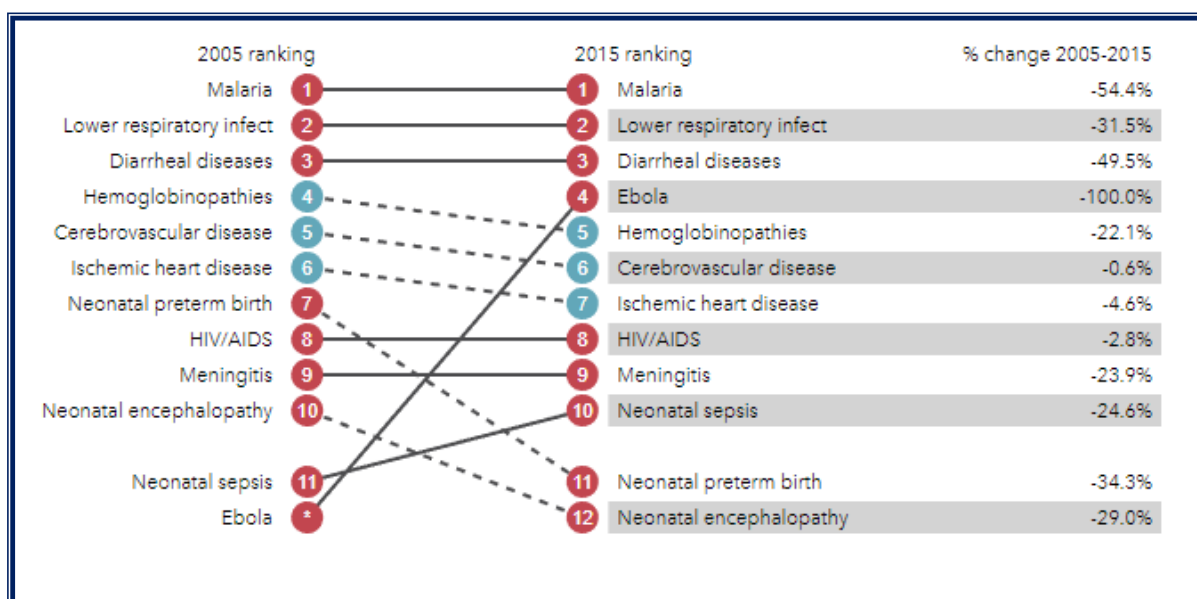 2005 ranking 2015 ranking % change 2005-2015
Malaria 1 1 Malaria -54.4%
Lower respiratory infect 2 2 Lower respiratory infect -31.5%
Diarrheal diseases 3 3 Diarrheal diseases -49.5%
Hemoglobinopathies 4 4 Ebola -100.0%
Cerebrovascular disease 5 5 Hemoglobinopathies -22.1%
Ischemic heart disease 6 6 Cerebrovascular disease -0.6%
Neonatal preterm birth 7 7 Ischemic heart disease -4.6%
HIV/AIDS 8 8 HIV/AIDS -2.8%
Meningitis 9 9 Meningitis -23.9%
Neonatal encephalopathy 10 10 Neonatal sepsis -24.6%
Neonatal sepsis 11 11 Neonatal preterm birth -34.3%
Ebola * 12 Neonatal encephalopathy -29.0%